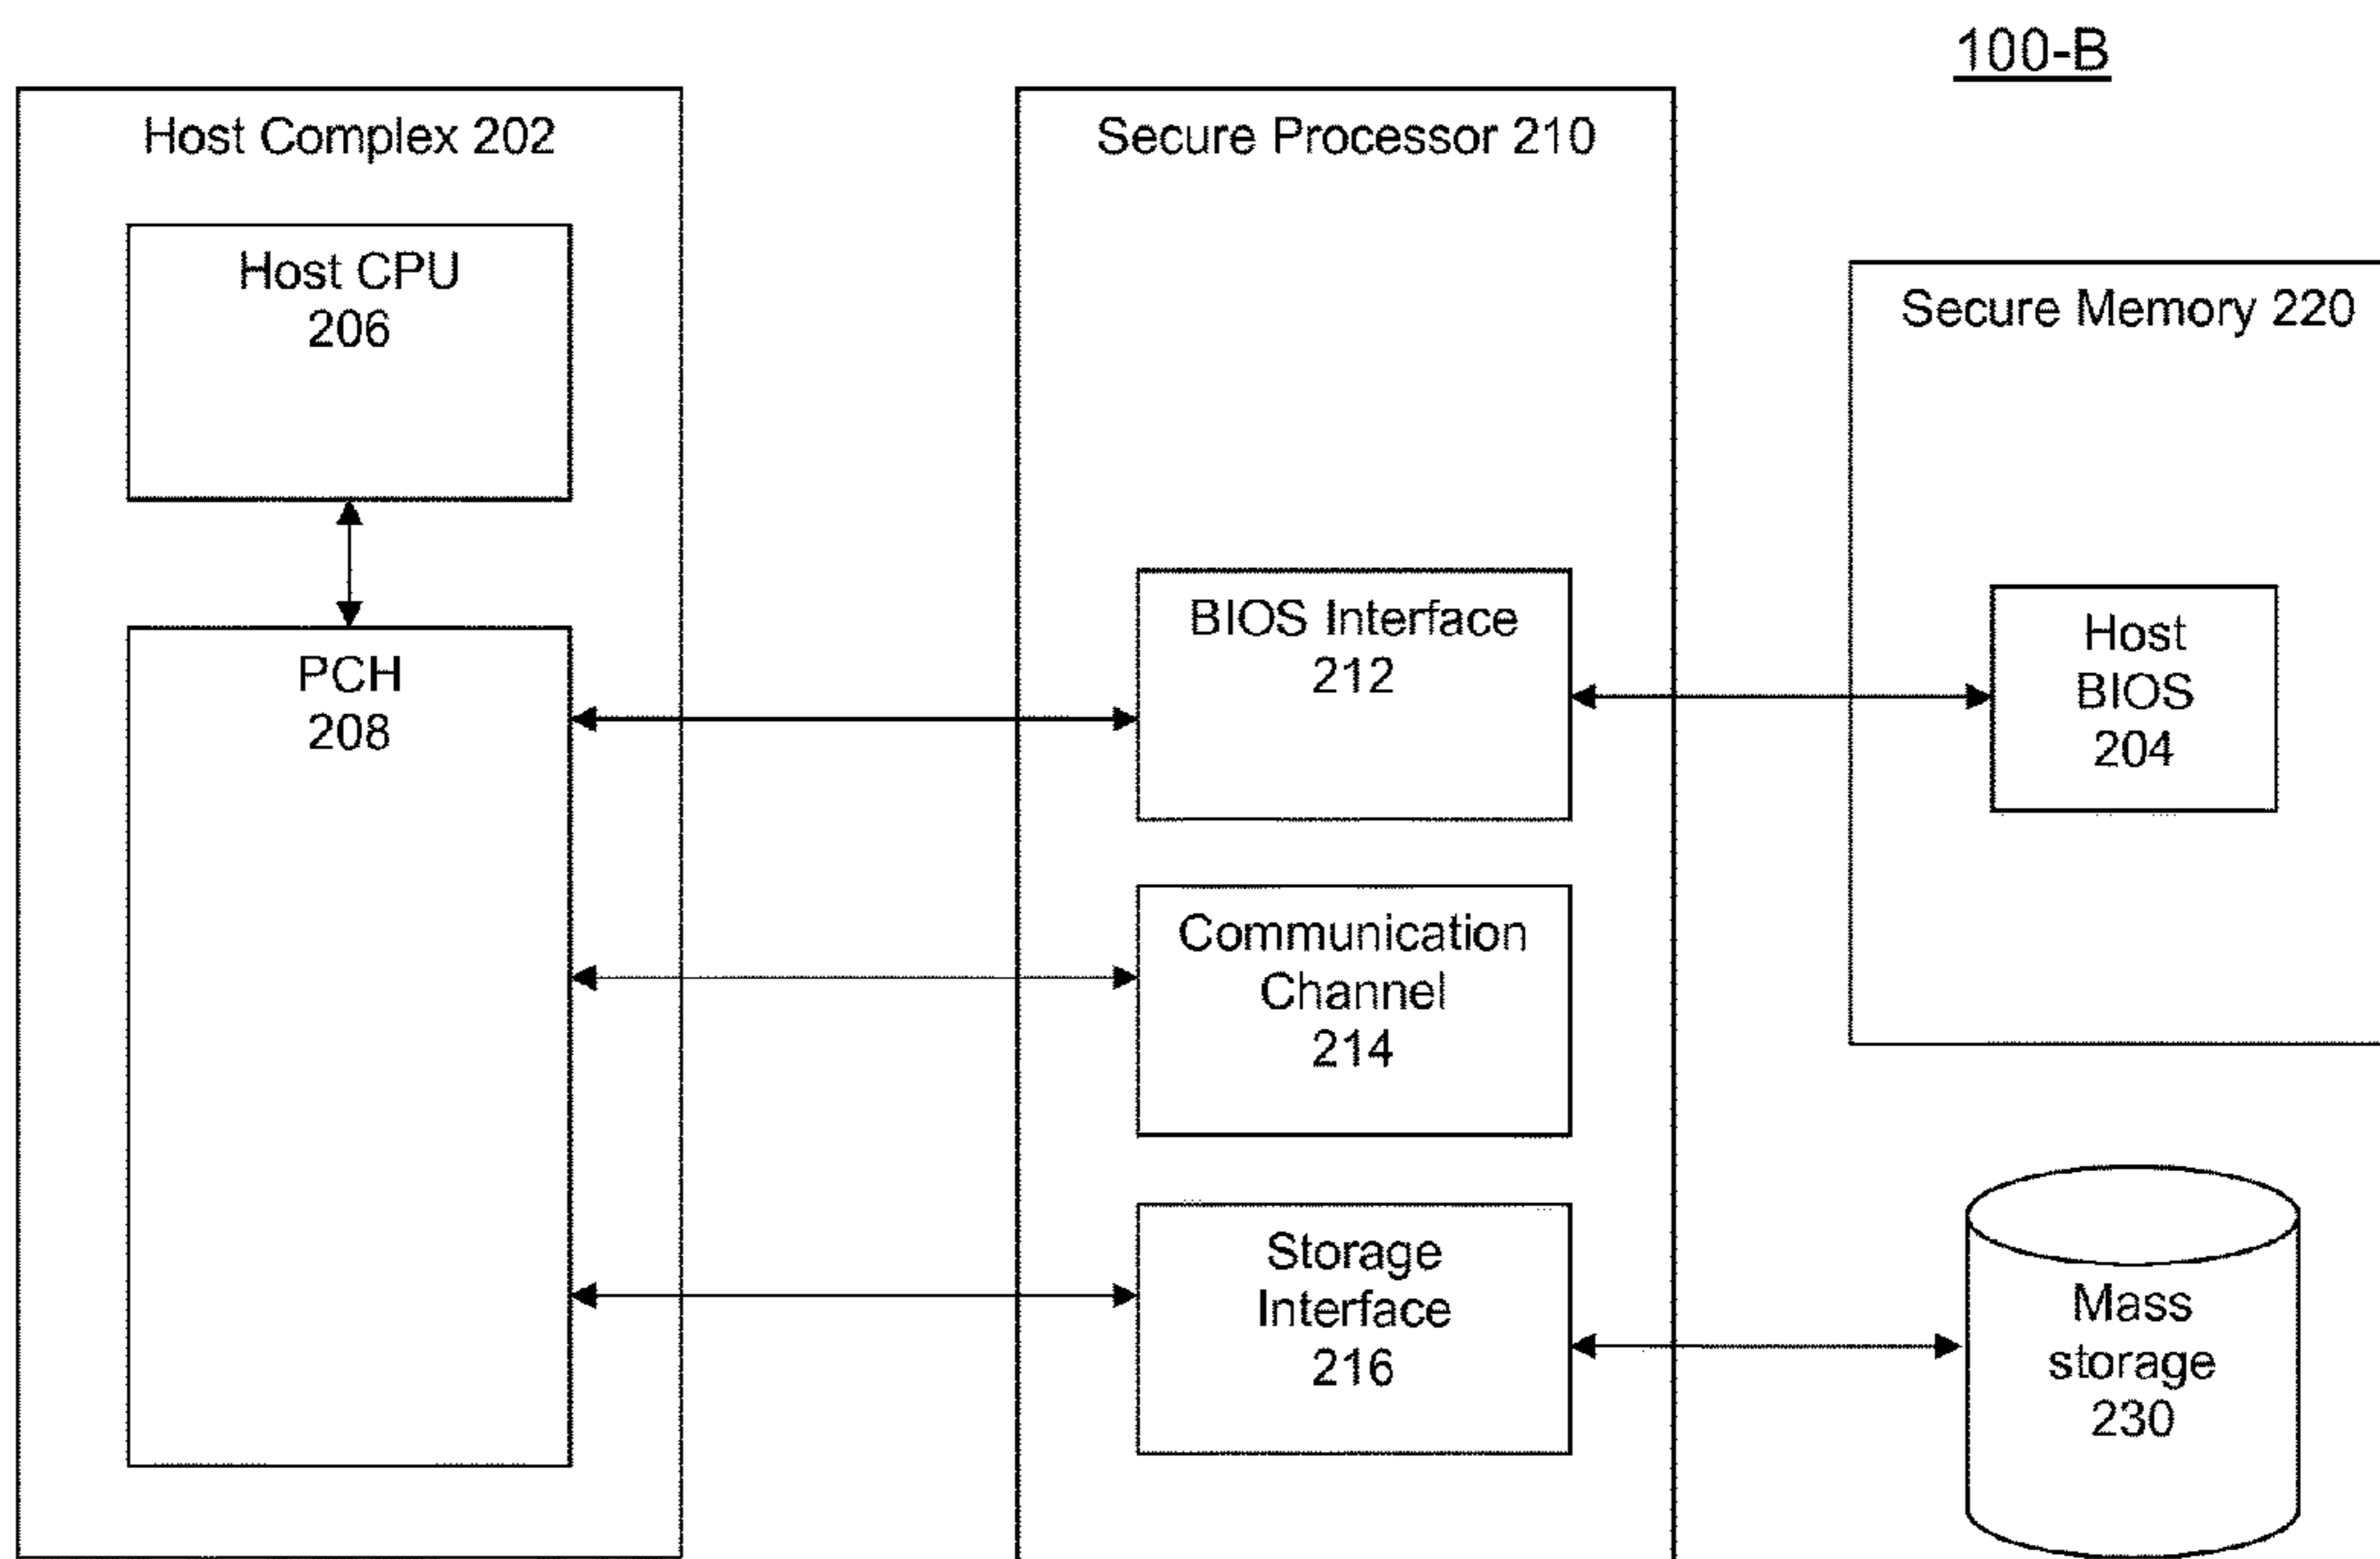 100-B
Host Complex 202
Host CPU
206
PCH
208
Secure Processor 210
BIOS Interface
212
Communication
Channel
214
Storage
Interface
216
Secure Memory 220
Host
BIOS
204
Mass
storage
230